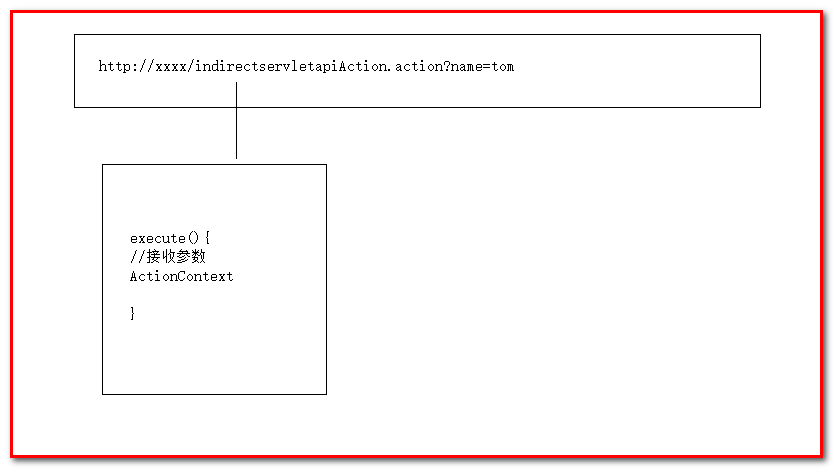 http://xxxx/indirectservletapiAction.action?name=tom
execute(){
//接收参数
ActionContext
}